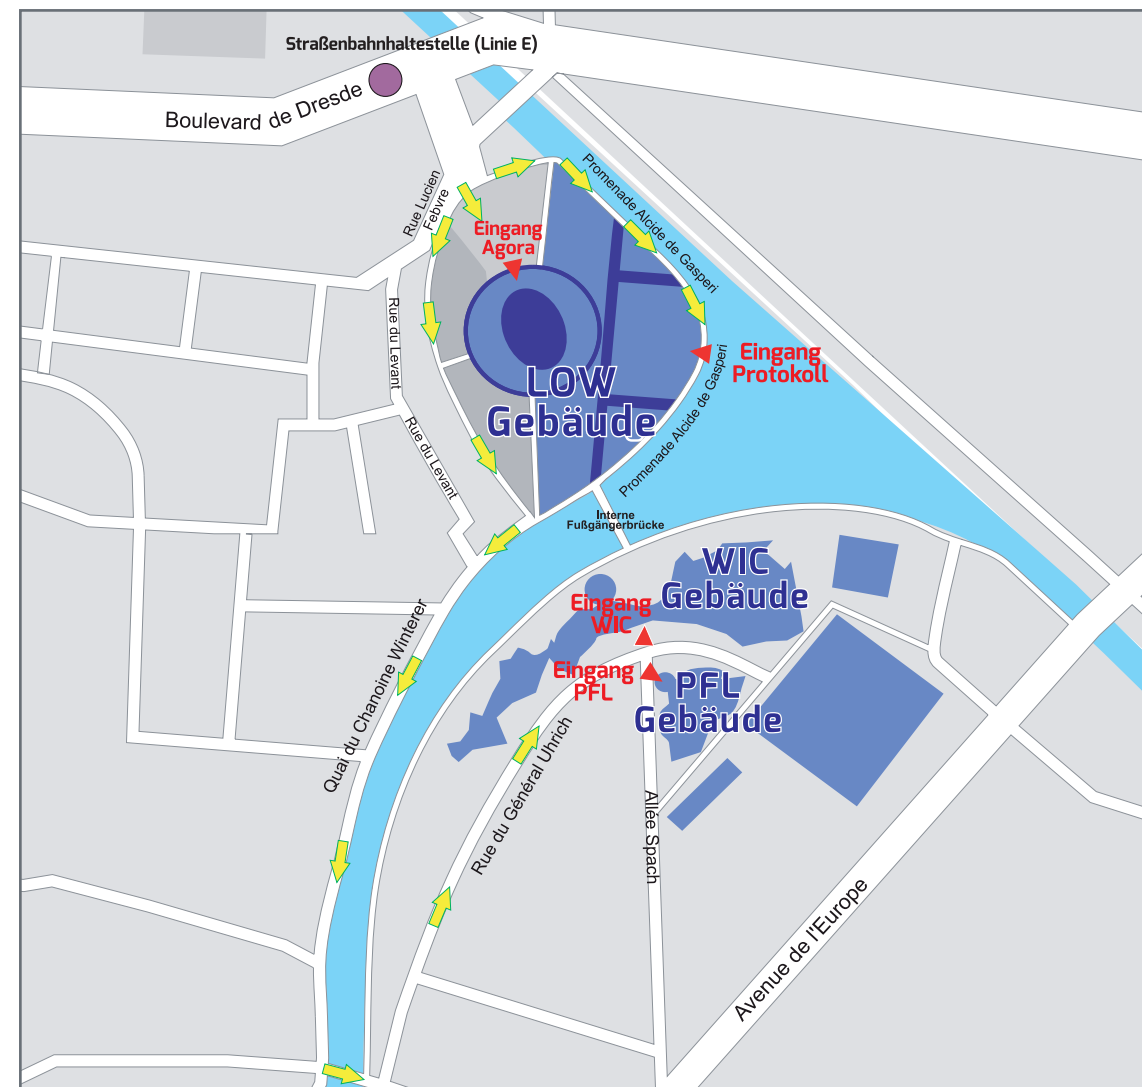 Straßenbahnhaltestelle (Linie E)
Boulevard de Dresde
Rue Lucien
Febvre
Promenade Alcide de Gasperi
Eingang
Agora
Rue du Levant
Eingang
Protokoll
LOW
Gebäude
Promenade Alcide de Gasperi
Rue du Levant
Interne
Fußgängerbrücke
WIC
Gebäude
Eingang
WIC
Quai du Chanoine Winterer
Eingang
PFL
PFL
Gebäude
Rue du Général Uhrich
Allée Spach
Avenue de l'Europe